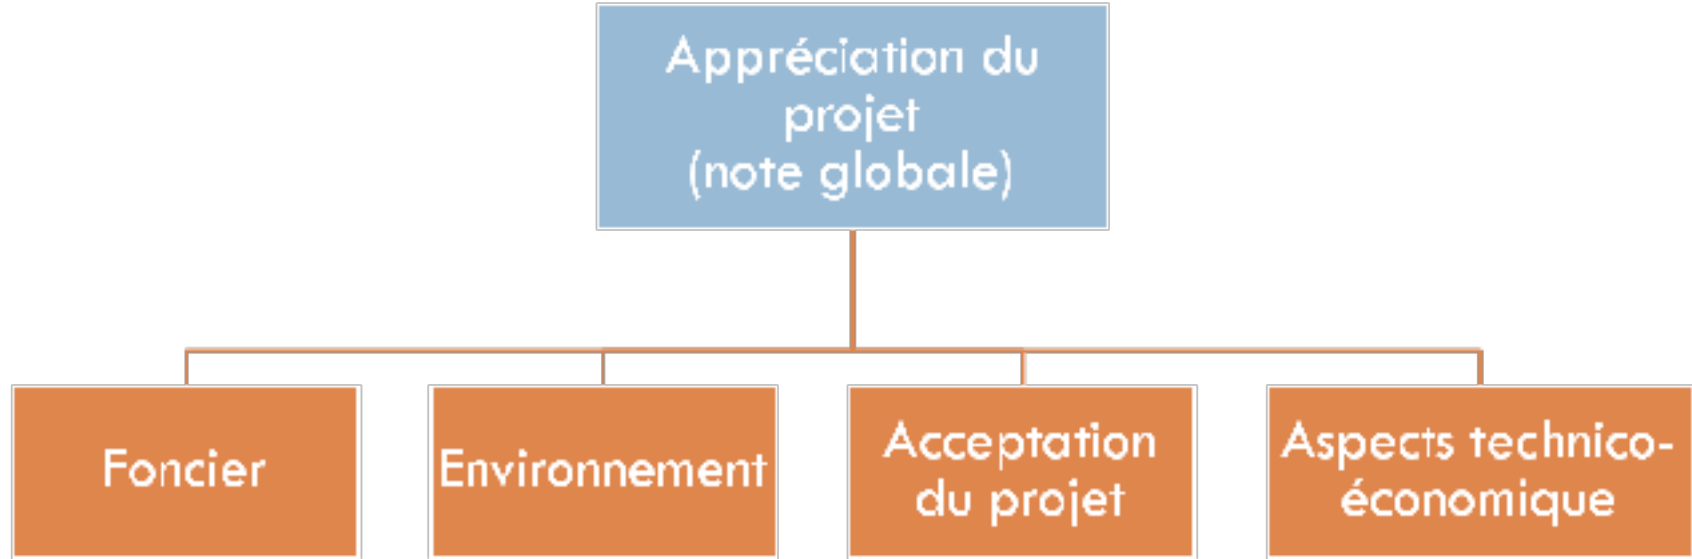 Appréciation du
projet
(note globale)
Foncier
Environnement
Acceptation
du projet
Aspects technico-
économique